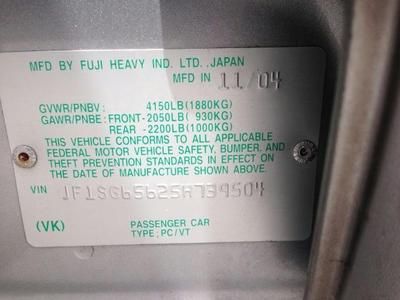 MFD BY FUJI HEAVY IND. LTD.,JAPAN
MFD IN 11/04
GVWR/PNBV: 4150LB(1880KG)
GAWR/PNBE: FRONT-2050LB( 930KG)
REAR -2200LB(1000KG)
THIS VEHICLE CONFORMS TO ALL APPLICABLE
FEDERAL MOTOR VEHICLE SAFETY, BUMPER, AND
THEFT PREVENTION STANDARDS IN EFFECT ON
THE DATE OF MANUFACTURE SHOWN ABOVE.
VIN JF1SG65625H739504
(VK) PASSENGER CAR
TYPE;PC/VT